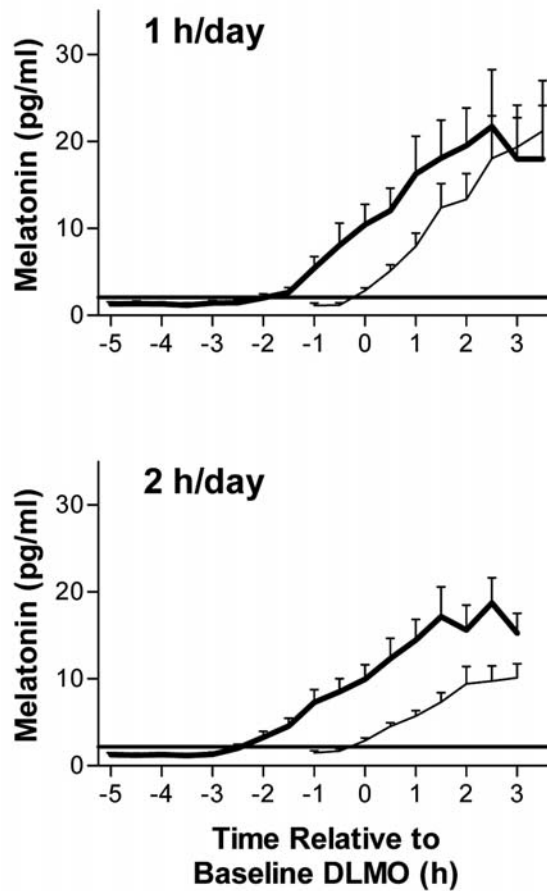 1 h/day
Melatonin (pg/ml)
30
20
10
0
-5 -4 -3 -2 -1 0 1 2 3
2 h/day
Melatonin (pg/ml)
30
20
10
0
-5 -4 -3 -2 -1 0 1 2 3
Time Relative to
Baseline DLMO (h)